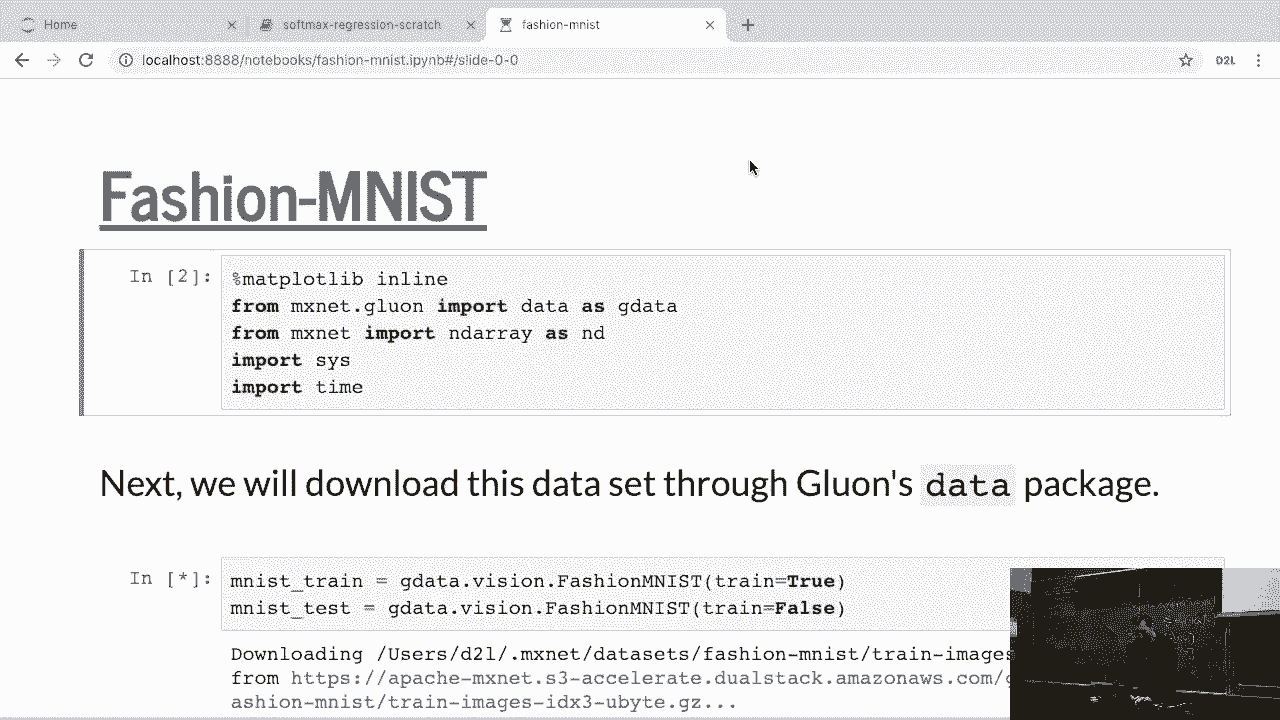 Home
softmax-regression-scratch
fashion-mnist
localhost:8888/notebooks/fashion-mnist.ipynb#/slide-0-0
D2L
Fashion-MNIST
In [2]:
%matplotlib inline
from mxnet.gluon import data as gdata
from mxnet import ndarray as nd
import sys
import time
Next, we will download this data set through Gluon's data package.
In [*]:
mnist_train = gdata.vision.FashionMNIST(train=True)
mnist_test = gdata.vision.FashionMNIST(train=False)
Downloading /Users/d2l/.mxnet/datasets/fashion-mnist/train-images
from https://apache-mxnet.s3-accelerate.dualstack.amazonaws.com/
ashion-mnist/train-images-idx3-ubyte.gz...